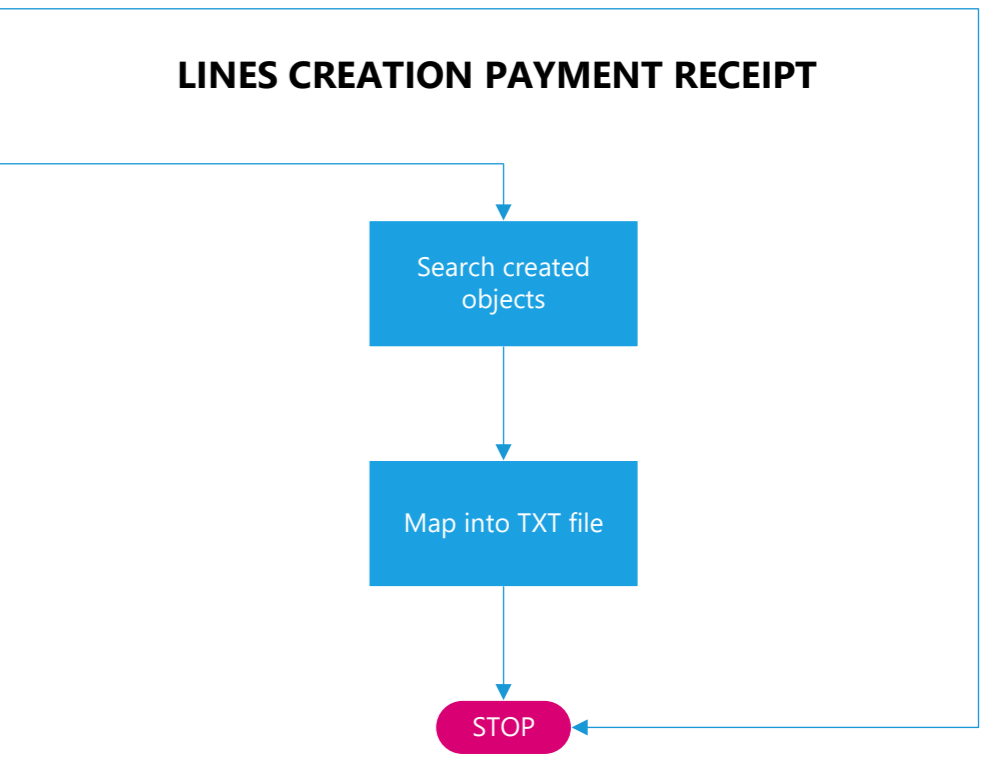 LINES CREATION PAYMENT RECEIPT
Search created
objects
Map into TXT file
STOP